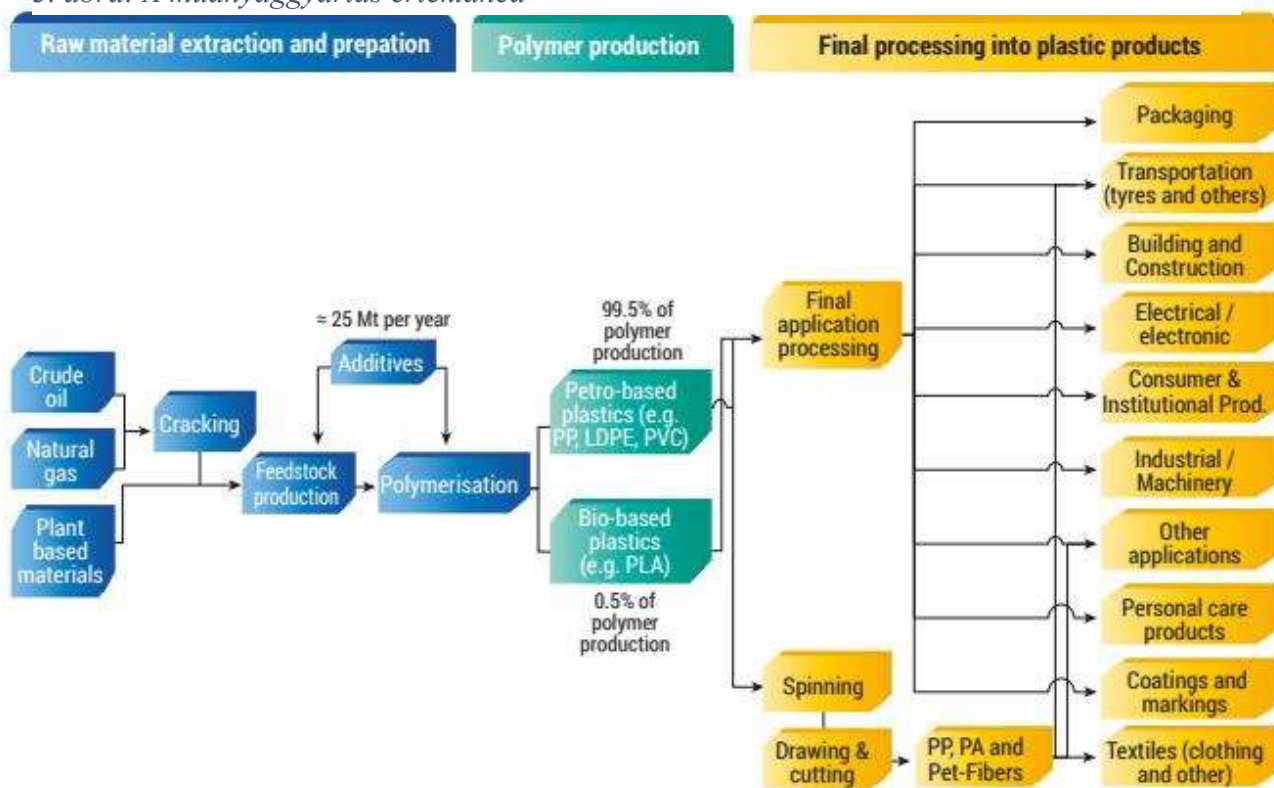 Raw material extraction and prepation
Polymer production
Final processing into plastic products
Packaging
Transportation
(tyres and others)
Building and
Construction
Electrical /
electronic
Consumer &
Institutional Prod.
Industrial /
Machinery
Other
applications
Personal care
products
Coatings and
markings
Textiles (clothing
and other)
Final
application
processing
Spinning
Drawing &
cutting
PP, PA and
Pet-Fibers
99.5% of
polymer
production
Petro-based
plastics (e.g.
PP, LDPE, PVC)
Bio-based
plastics
(e.g. PLA)
0.5% of
polymer
production
≈ 25 Mt per year
Additives
Crude
oil
Natural
gas
Plant
based
materials
Cracking
Feedstock
production
Polymerisation